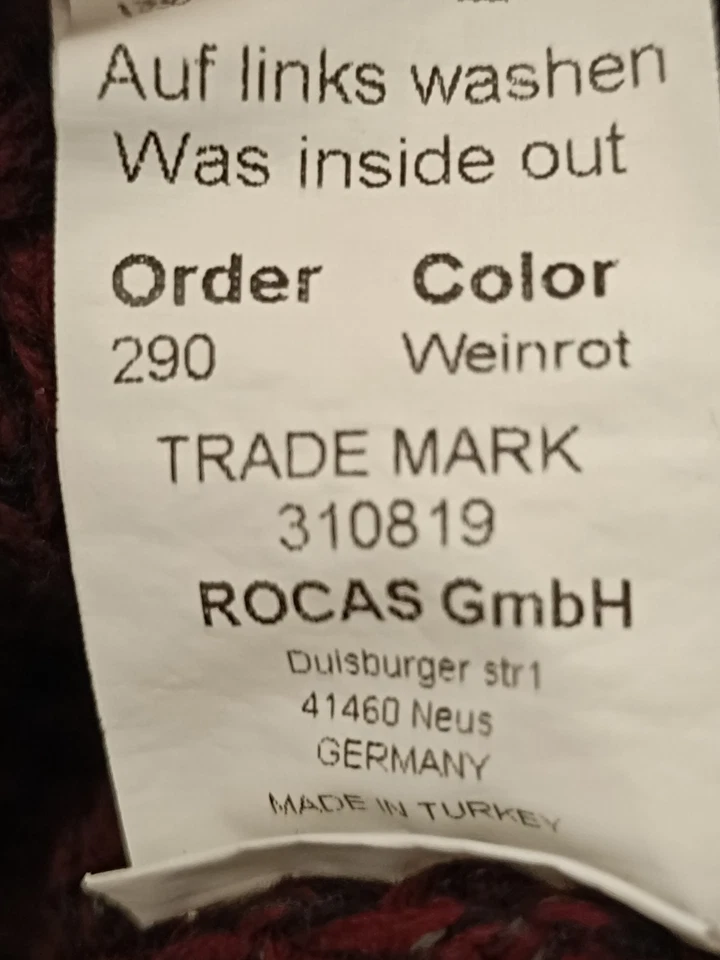 Auf links washen
Was inside out
Order Color
290 Weinrot
TRADE MARK
310819
ROCAS GmbH
Duisburger str1
41460 Neus
GERMANY
MADE IN TURKEY